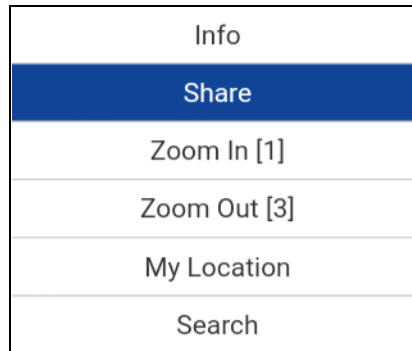 Info
Share
Zoom In [1]
Zoom Out [3]
My Location
Search